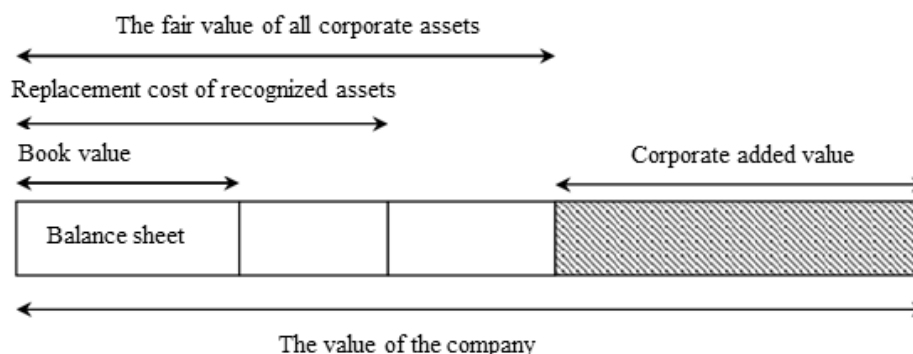 The fair value of all corporate assets
Replacement cost of recognized assets
Book value
Corporate added value
Balance sheet
The value of the company